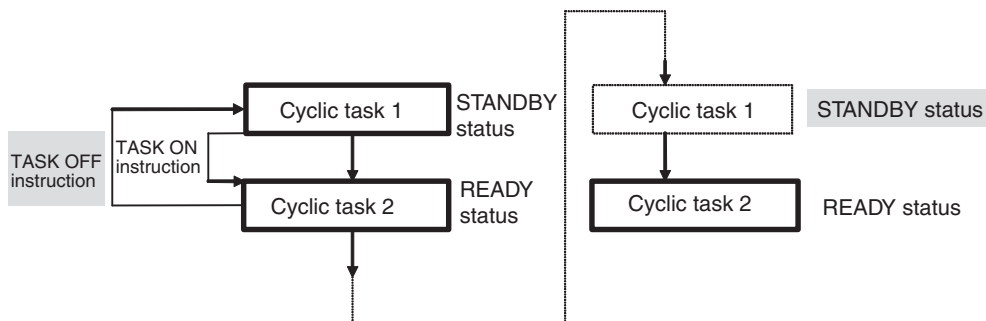 Cyclic task 1
STANDBY
status
TASK OFF
instruction
TASK ON
instruction
Cyclic task 2
READY
status
Cyclic task 1
STANDBY status
Cyclic task 2
READY status